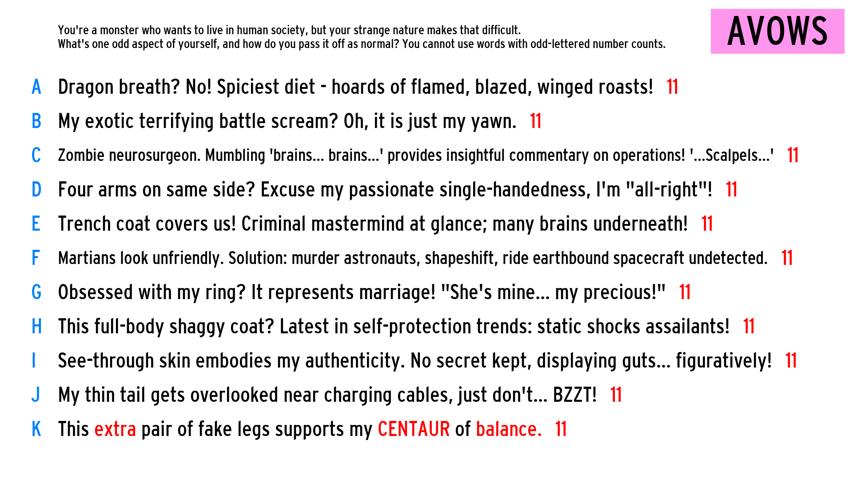 You're a monster who wants to live in human society, but your strange nature makes that difficult.
What's one odd aspect of yourself, and how do you pass it off as normal? You cannot use words with odd-lettered number counts.
AVOWS
A Dragon breath? No! Spiciest diet - hoards of flamed, blazed, winged roasts! 11
B My exotic terrifying battle scream? Oh, it is just my yawn. 11
C Zombie neurosurgeon. Mumbling 'brains... brains...' provides insightful commentary on operations! '...Scalpels...' 11
D Four arms on same side? Excuse my passionate single-handedness, I'm "all-right"! 11
E Trench coat covers us! Criminal mastermind at glance; many brains underneath! 11
F Martians look unfriendly. Solution: murder astronauts, shapeshift, ride earthbound spacecraft undetected. 11
G Obsessed with my ring? It represents marriage! "She's mine... my precious!" 11
H This full-body shaggy coat? Latest in self-protection trends: static shocks assailants! 11
I See-through skin embodies my authenticity. No secret kept, displaying guts... figuratively! 11
J My thin tail gets overlooked near charging cables, just don't... BZZT! 11
K This extra pair of fake legs supports my CENTAUR of balance. 11